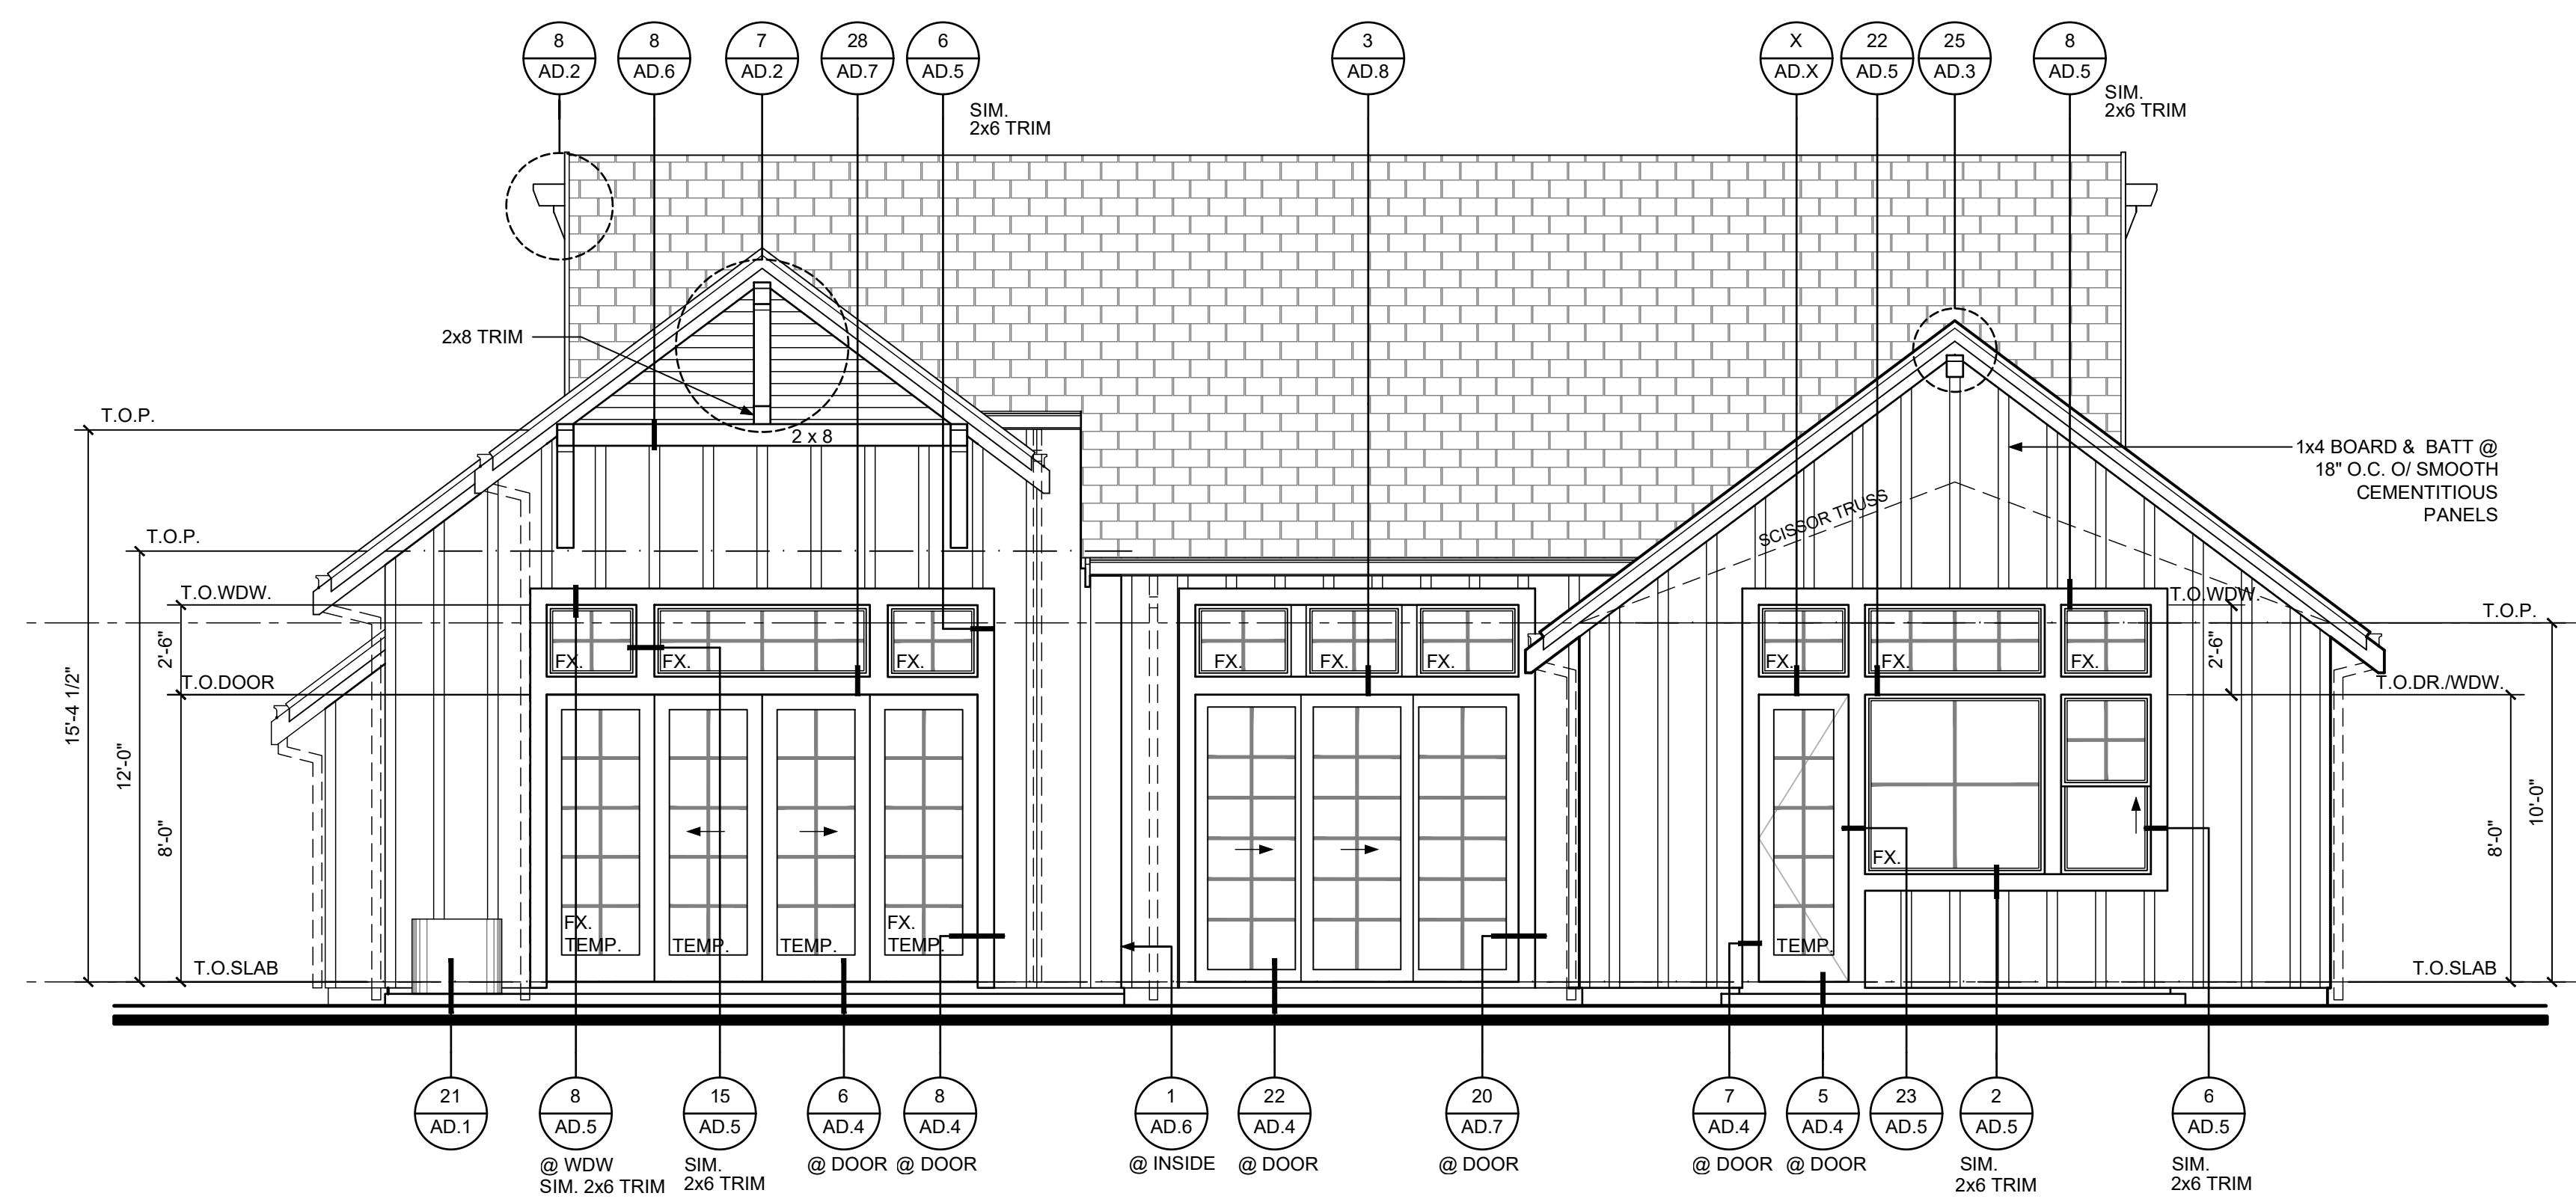 8
AD.2
8
AD.6
7
AD.2
28
AD.7
6
AD.5
SIM.
2x6 TRIM
3
AD.8
X
AD.X
22
AD.5
25
AD.3
8
AD.5
SIM.
2x6 TRIM
2x8 TRIM
2 x 8
T.O.P.
T.O.P.
T.O.WDW.
T.O.DOOR
T.O.SLAB
15'-4 1/2"
12'-0"
2'-6"
8'-0"
FX.
FX.
FX.
FX.
TEMP.
TEMP.
TEMP.
FX.
TEMP.
FX.
FX.
FX.
SCISSOR TRUSS
1x4 BOARD & BATT @
18" O.C. O/ SMOOTH
CEMENTITIOUS
PANELS
FX.
FX.
FX.
FX.
TEMP.
T.O.WDW.
T.O.P.
2'-6"
T.O.DR./WDW.
8'-0"
10'-0"
T.O.SLAB
21
AD.1
8
AD.5
@ WDW
SIM. 2x6 TRIM
15
AD.5
SIM.
2x6 TRIM
6
AD.4
@ DOOR
8
AD.4
@ DOOR
1
AD.6
@ INSIDE
22
AD.4
@ DOOR
20
AD.7
@ DOOR
7
AD.4
@ DOOR
5
AD.4
@ DOOR
23
AD.5
2
AD.5
SIM.
2x6 TRIM
6
AD.5
SIM.
2x6 TRIM